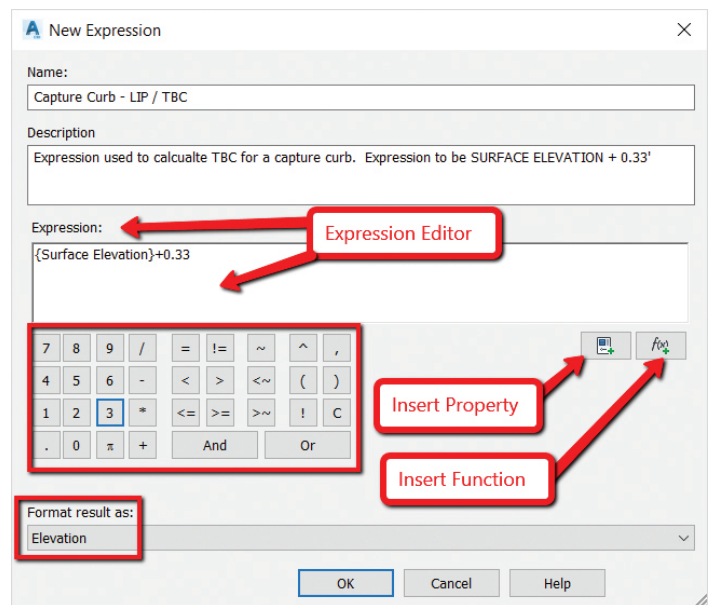 New Expression
Name:
Capture Curb - LIP / TBC
Description
Expression used to calcualte TBC for a capture curb. Expression to be SURFACE ELEVATION + 0.33'
Expression:
Expression Editor
{Surface Elevation}+0.33
7 8 9 / = != ~ ^ ,
4 5 6 - < > <~ ( )
1 2 3 * <= >= >~ ! C
. 0 π + And Or
f(x)
Insert Property
Insert Function
Format result as:
Elevation
OK Cancel Help